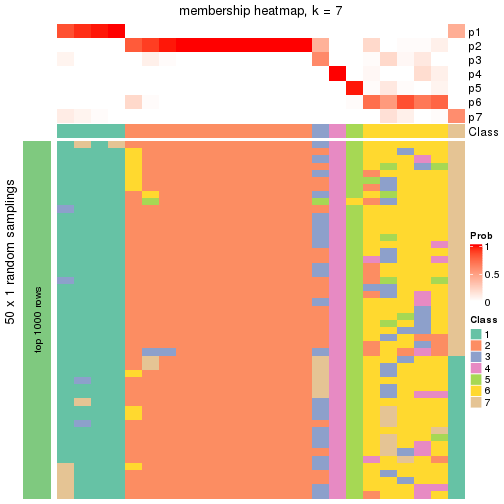 membership heatmap, k = 7
p1
p2
p3
p4
p5
p6
p7
Class
50 x 1 random samplings
top 1000 rows
Prob
1
0.5
0
Class
1
2
3
4
5
6
7